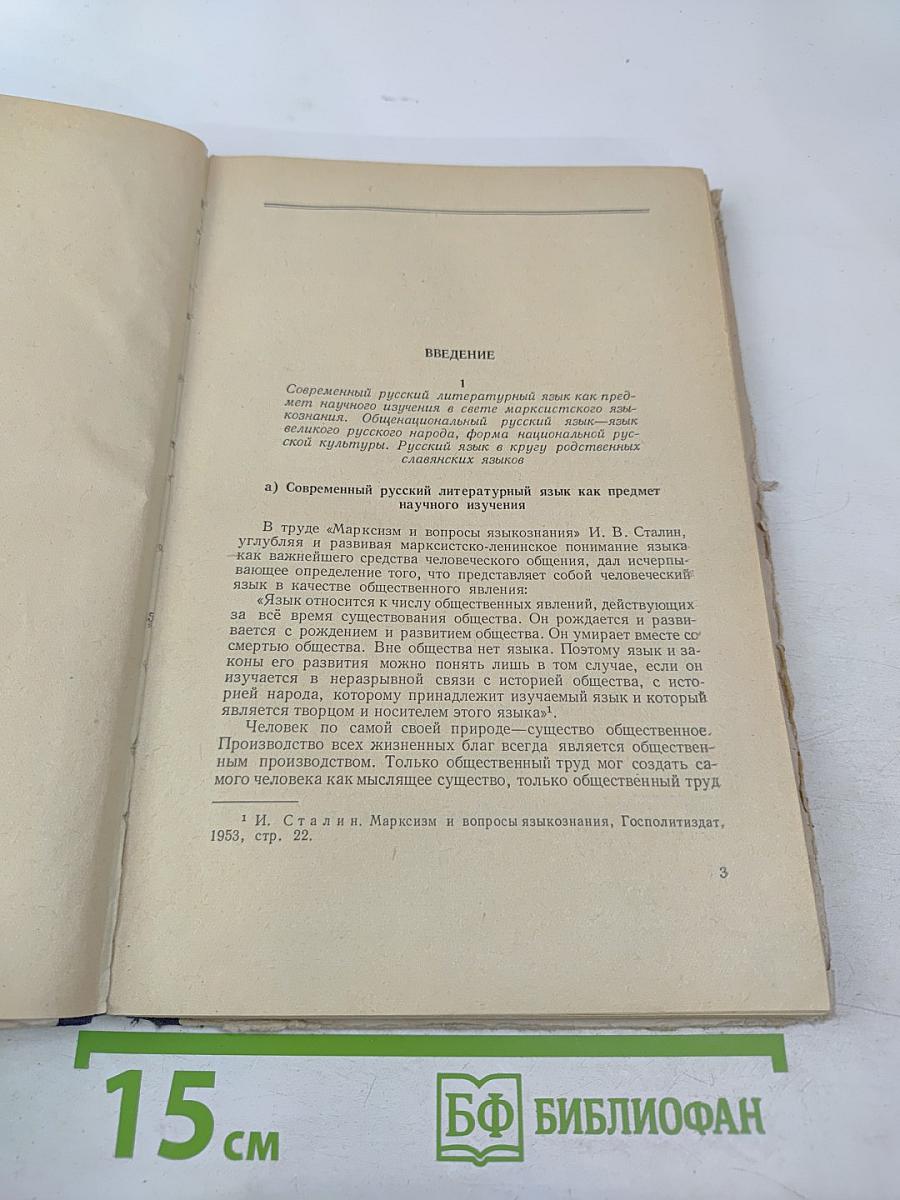 ВВЕДЕНИЕ
1
Современный русский литературный язык как пред-
мет научного изучения в свете марксистского язы-
кознания. Общенациональный русский язык—язык
великого русского народа, форма национальной рус-
ской культуры. Русский язык в кругу родственных
славянских языков
а) Современный русский литературный язык как предмет
научного изучения
В труде «Марксизм и вопросы языкознания» И. В. Сталин,
углубляя и развивая марксистско-ленинское понимание языка
как важнейшего средства человеческого общения, дал исчерпы-
вающее определение того, что представляет собой человеческий
язык в качестве общественного явления:
«Язык относится к числу общественных явлений, действующих
за всё время существования общества. Он рождается и разви-
вается с рождением и развитием общества. Он умирает вместе со
смертью общества. Вне общества нет языка. Поэтому язык и за-
коны его развития можно понять лишь в том случае, если он
изучается в неразрывной связи с историей общества, с исто-
рией народа, которому принадлежит изучаемый язык и который
является творцом и носителем этого языка»¹.
Человек по самой своей природе—существо общественное.
Производство всех жизненных благ всегда является обществен-
ным производством. Только общественный труд мог создать са-
мого человека как мыслящее существо, только общественный труд
¹ И. Сталин. Марксизм и вопросы языкознания, Госполитиздат,
1953, стр. 22.
3
15 см
БФ БИБЛИОФАН